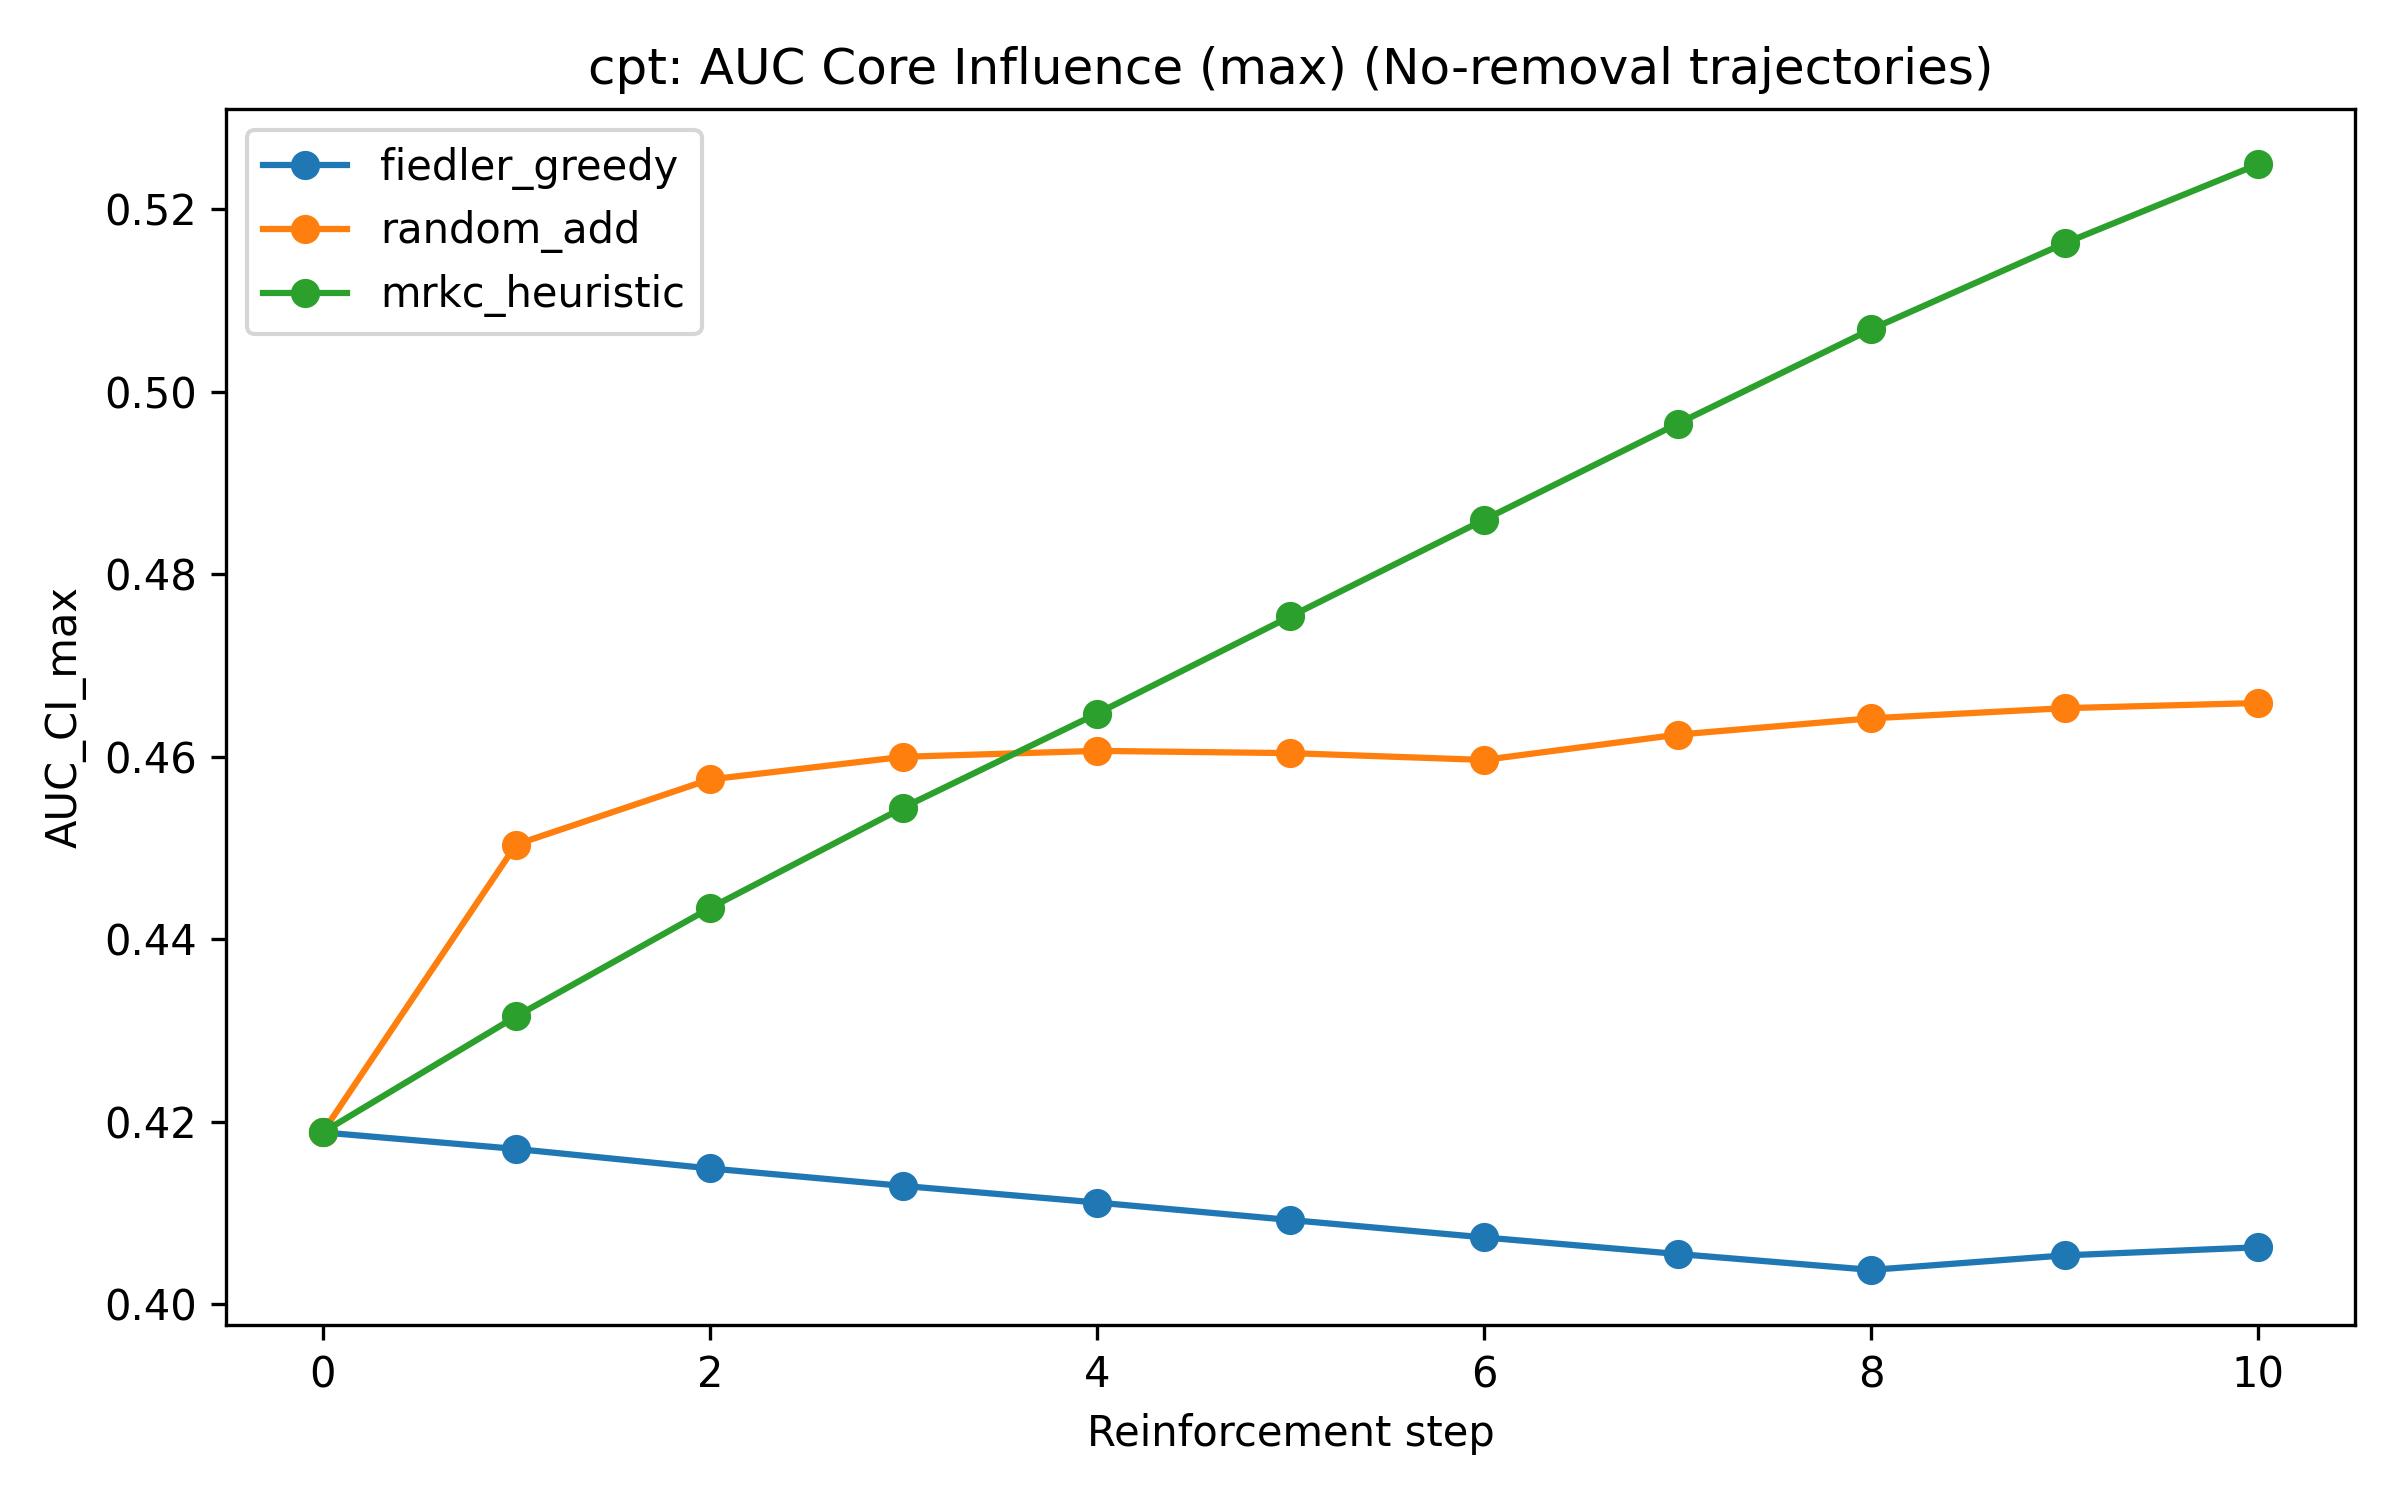 cpt: AUC Core Influence (max) (No-removal trajectories)
fiedler_greedy
random_add
mrkc_heuristic
AUC_CI_max
0.52
0.50
0.48
0.46
0.44
0.42
0.40
0 2 4 6 8 10
Reinforcement step